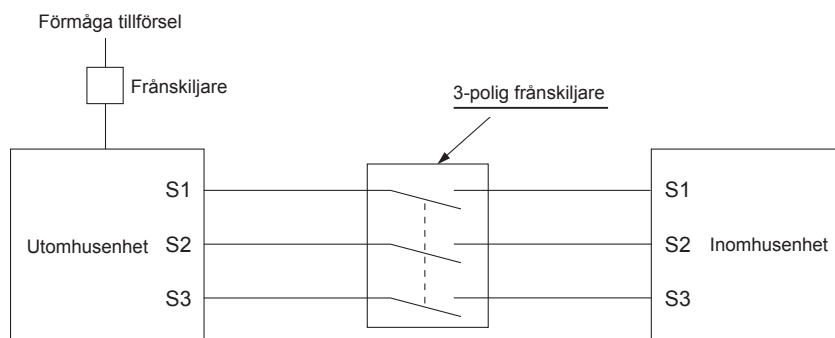 Förmåga tillförsel
Frånskiljare
3-polig frånskiljare
S1
S1
Utomhusenhet
S2
S2
Inomhusenhet
S3
S3